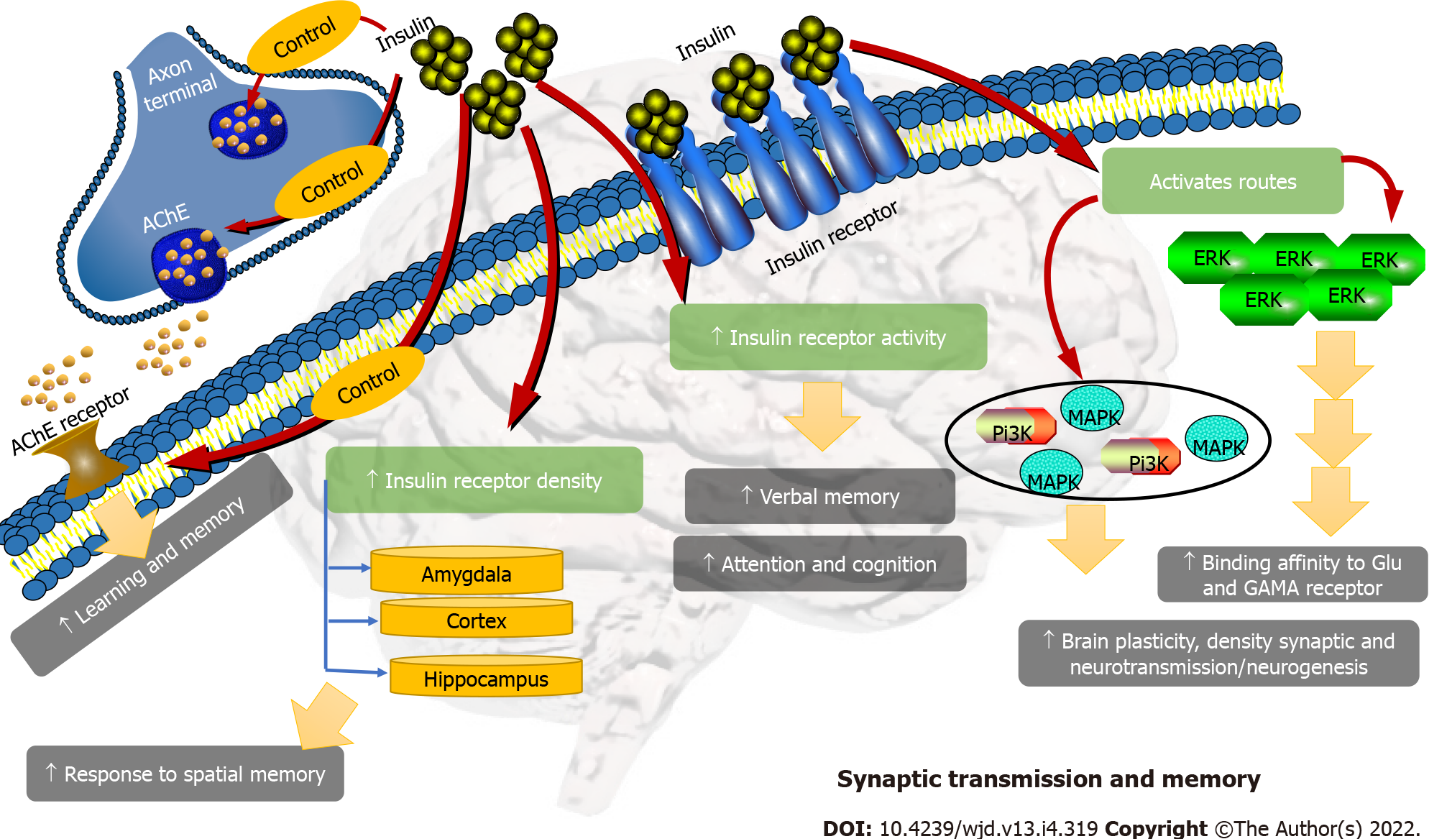 Control
Insulin
Axon
terminal
Control
AChE
AChE receptor
Control
↑ Learning and memory
Insulin
Insulin receptor
Activates routes
ERK
ERK
ERK
ERK
ERK
↑ Insulin receptor activity
MAPK
Pi3K
MAPK
Pi3K
MAPK
↑ Insulin receptor density
↑ Verbal memory
↑ Attention and cognition
Amygdala
Cortex
Hippocampus
↑ Binding affinity to Glu
and GAMA receptor
↑ Brain plasticity, density synaptic and
neurotransmission/neurogenesis
↑ Response to spatial memory
Synaptic transmission and memory
DOI: 10.4239/wjd.v13.i4.319 Copyright ©The Author(s) 2022.